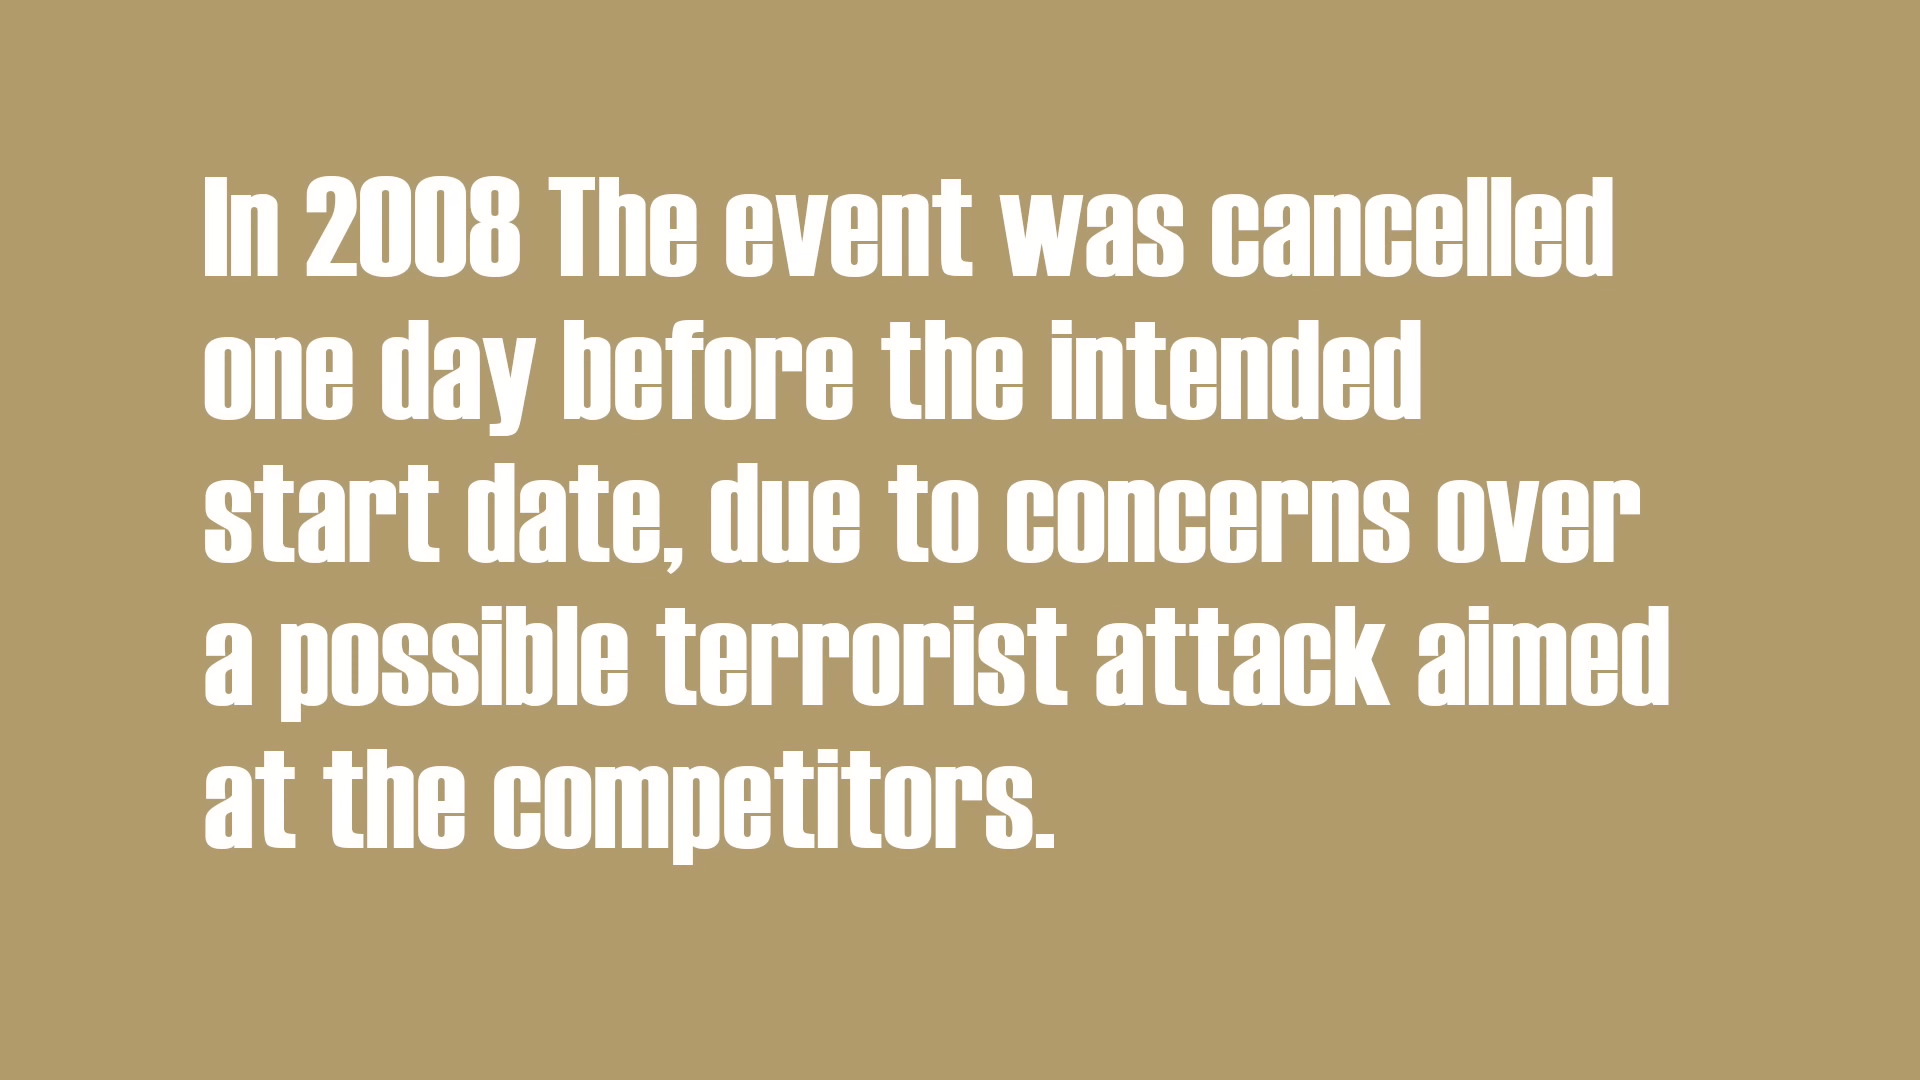 In 2008 The event was cancelled
one day before the intended
start date, due to concerns over
a possible terrorist attack aimed
at the competitors.